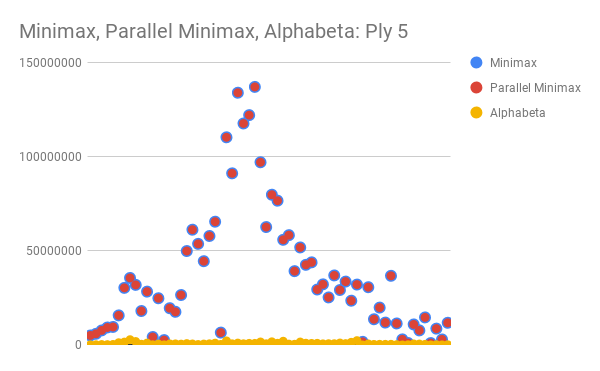 Minimax, Parallel Minimax, Alphabeta: Ply 5
150000000
100000000
50000000
0
Minimax
Parallel Minimax
Alphabeta